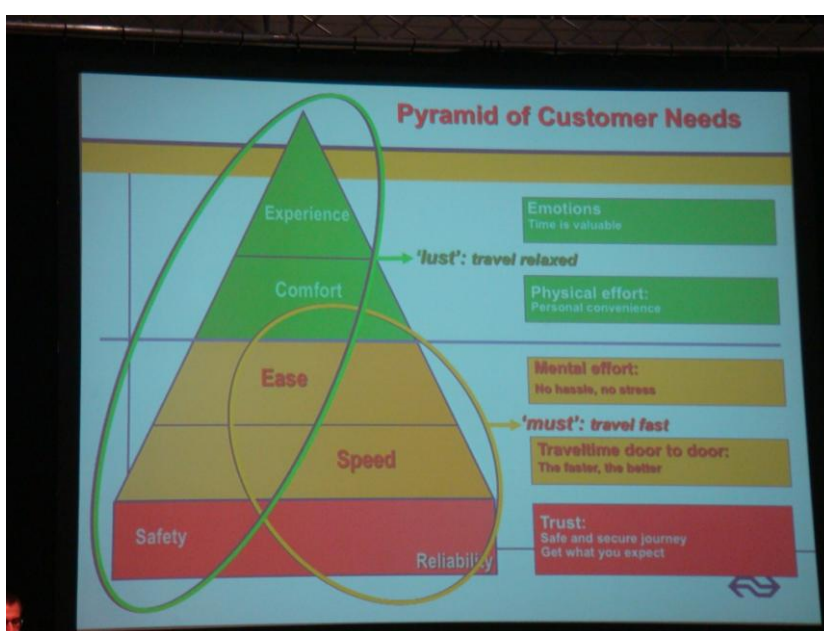 Pyramid of Customer Needs
Experience
Emotions
Time is valuable
'lust': travel relaxed
Comfort
Physical effort:
Personal convenience
Ease
Mental effort:
No hassle, no stress
'must': travel fast
Speed
Traveltime door to door:
The faster, the better
Safety
Reliability
Trust:
Safe and secure journey
Get what you expect